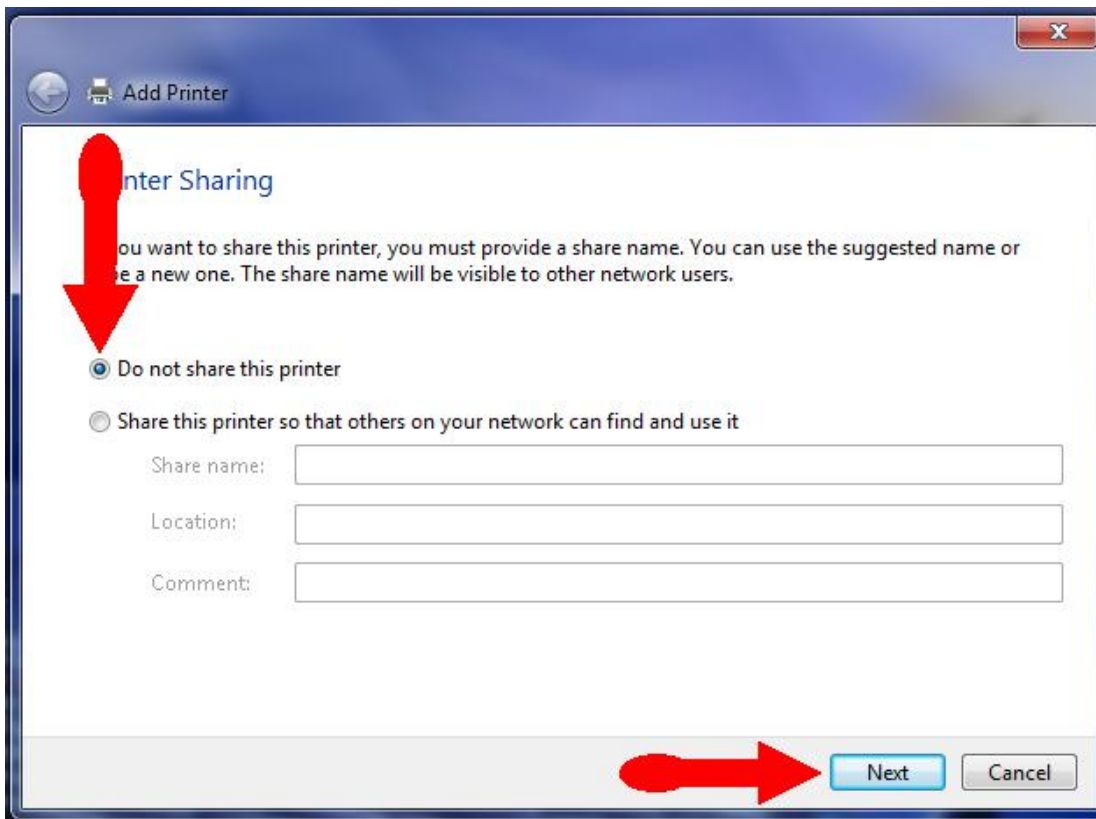 Add Printer
nter Sharing
ou want to share this printer, you must provide a share name. You can use the suggested name or
e a new one. The share name will be visible to other network users.
Do not share this printer
Share this printer so that others on your network can find and use it
Share name:
Location:
Comment:
Next
Cancel